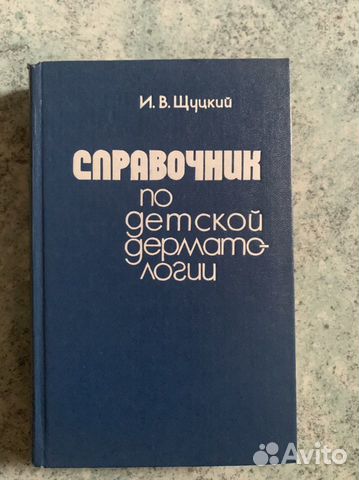 И. В. Щуцкий
СПРАВОЧНИК
по
детской
дермато-
логии
Avito